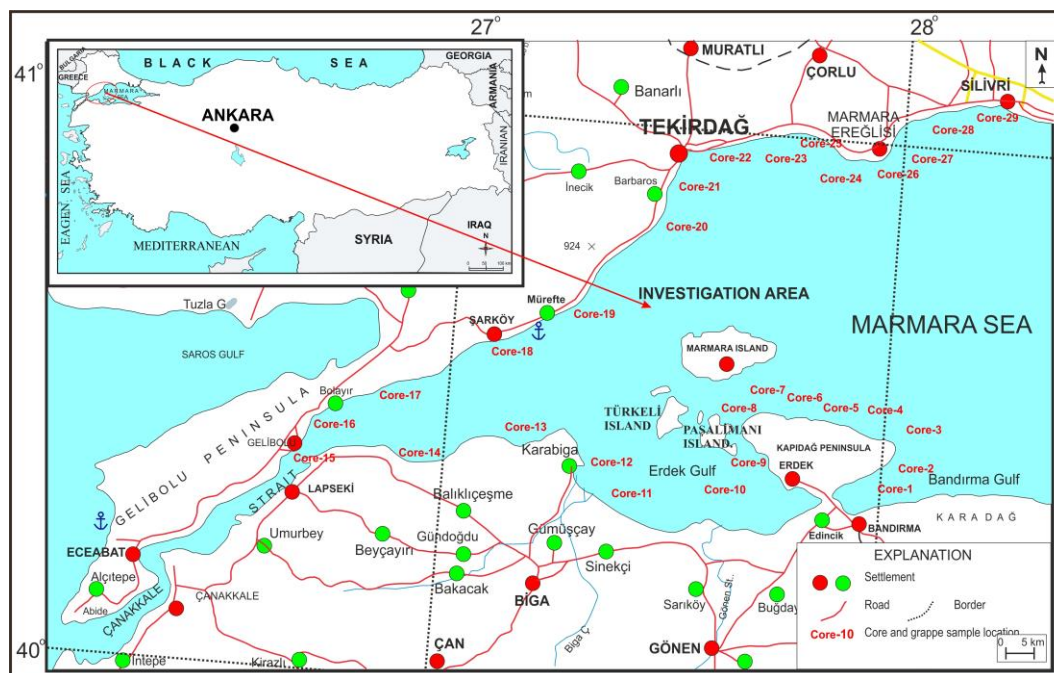 27°
28°
41°
40°
BULGARIA
GREECE
BLACK SEA
GEORGIA
ARMANIA
IRANIAN
MARMARA
ANKARA
EAGEN SEA
MEDITERRANEAN
SYRIA
IRAQ
N
0 50 100 km
MURATLI
ÇORLU
N
SİLİVRİ
Banarlı
m
TEKİRDAĞ
MARMARA
EREĞLİSİ
Core-29
Core-28
Core-25
Core-22
Core-23
Core-27
Core-26
Core-24
İnecik
Barbaros
Core-21
Core-20
924
INVESTIGATION AREA
Tuzla G
Mürefte
Core-19
ŞARKÖY
Core-18
MARMARA SEA
SAROS GULF
MARMARA ISLAND
Bolayır
Core-17
Core-7
Core-6
Core-5
Core-4
Core-8
TÜRKELİ
ISLAND
PAŞALİMANI
ISLAND
Core-16
Core-13
Core-3
GELİBOLU PENINSULA
GELİBOLU
Core-15
Core-14
Karabiga
Core-12
Erdek Gulf
Core-9
KAPIDAĞ PENINSULA
ERDEK
Core-2
Core-11
Core-10
Core-1
Bandırma Gulf
STRAIT
LAPSEKİ
Balıklıçeşme
KARADAĞ
Umurbey
Beyçayırı
Gündoğdu
Gümüşçay
Edincik
BANDIRMA
ECEABAT
Sinekçi
Bakacak
BİGA
Alçıtepe
Abide
ÇANAKKALE
ÇANAKKALE
Sarıköy
Gönen St.
Buğday
Biga Ç
İntepe
Kirazlı
ÇAN
GÖNEN
EXPLANATION
Settlement
Road
Border
Core-10 Core and grappe sample location
0 5 km